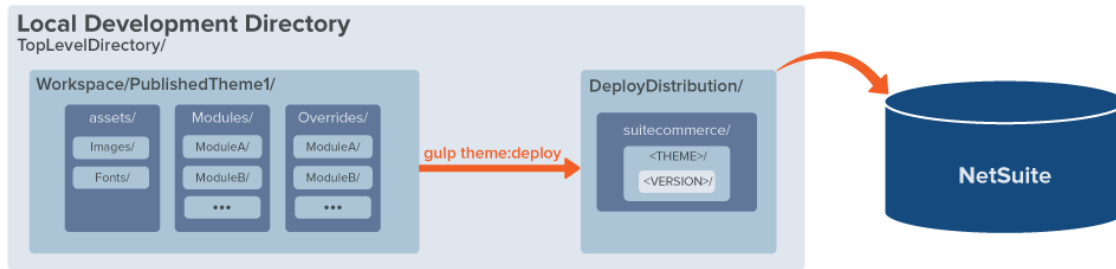 Local Development Directory
TopLevelDirectory/
Workspace/PublishedTheme1/
assets/
Images/
Fonts/
Modules/
ModuleA/
ModuleB/
•••
Overrides/
ModuleA/
ModuleB/
•••
gulp theme:deploy
DeployDistribution/
suitecommerce/
<THEME>/
<VERSION>/
NetSuite